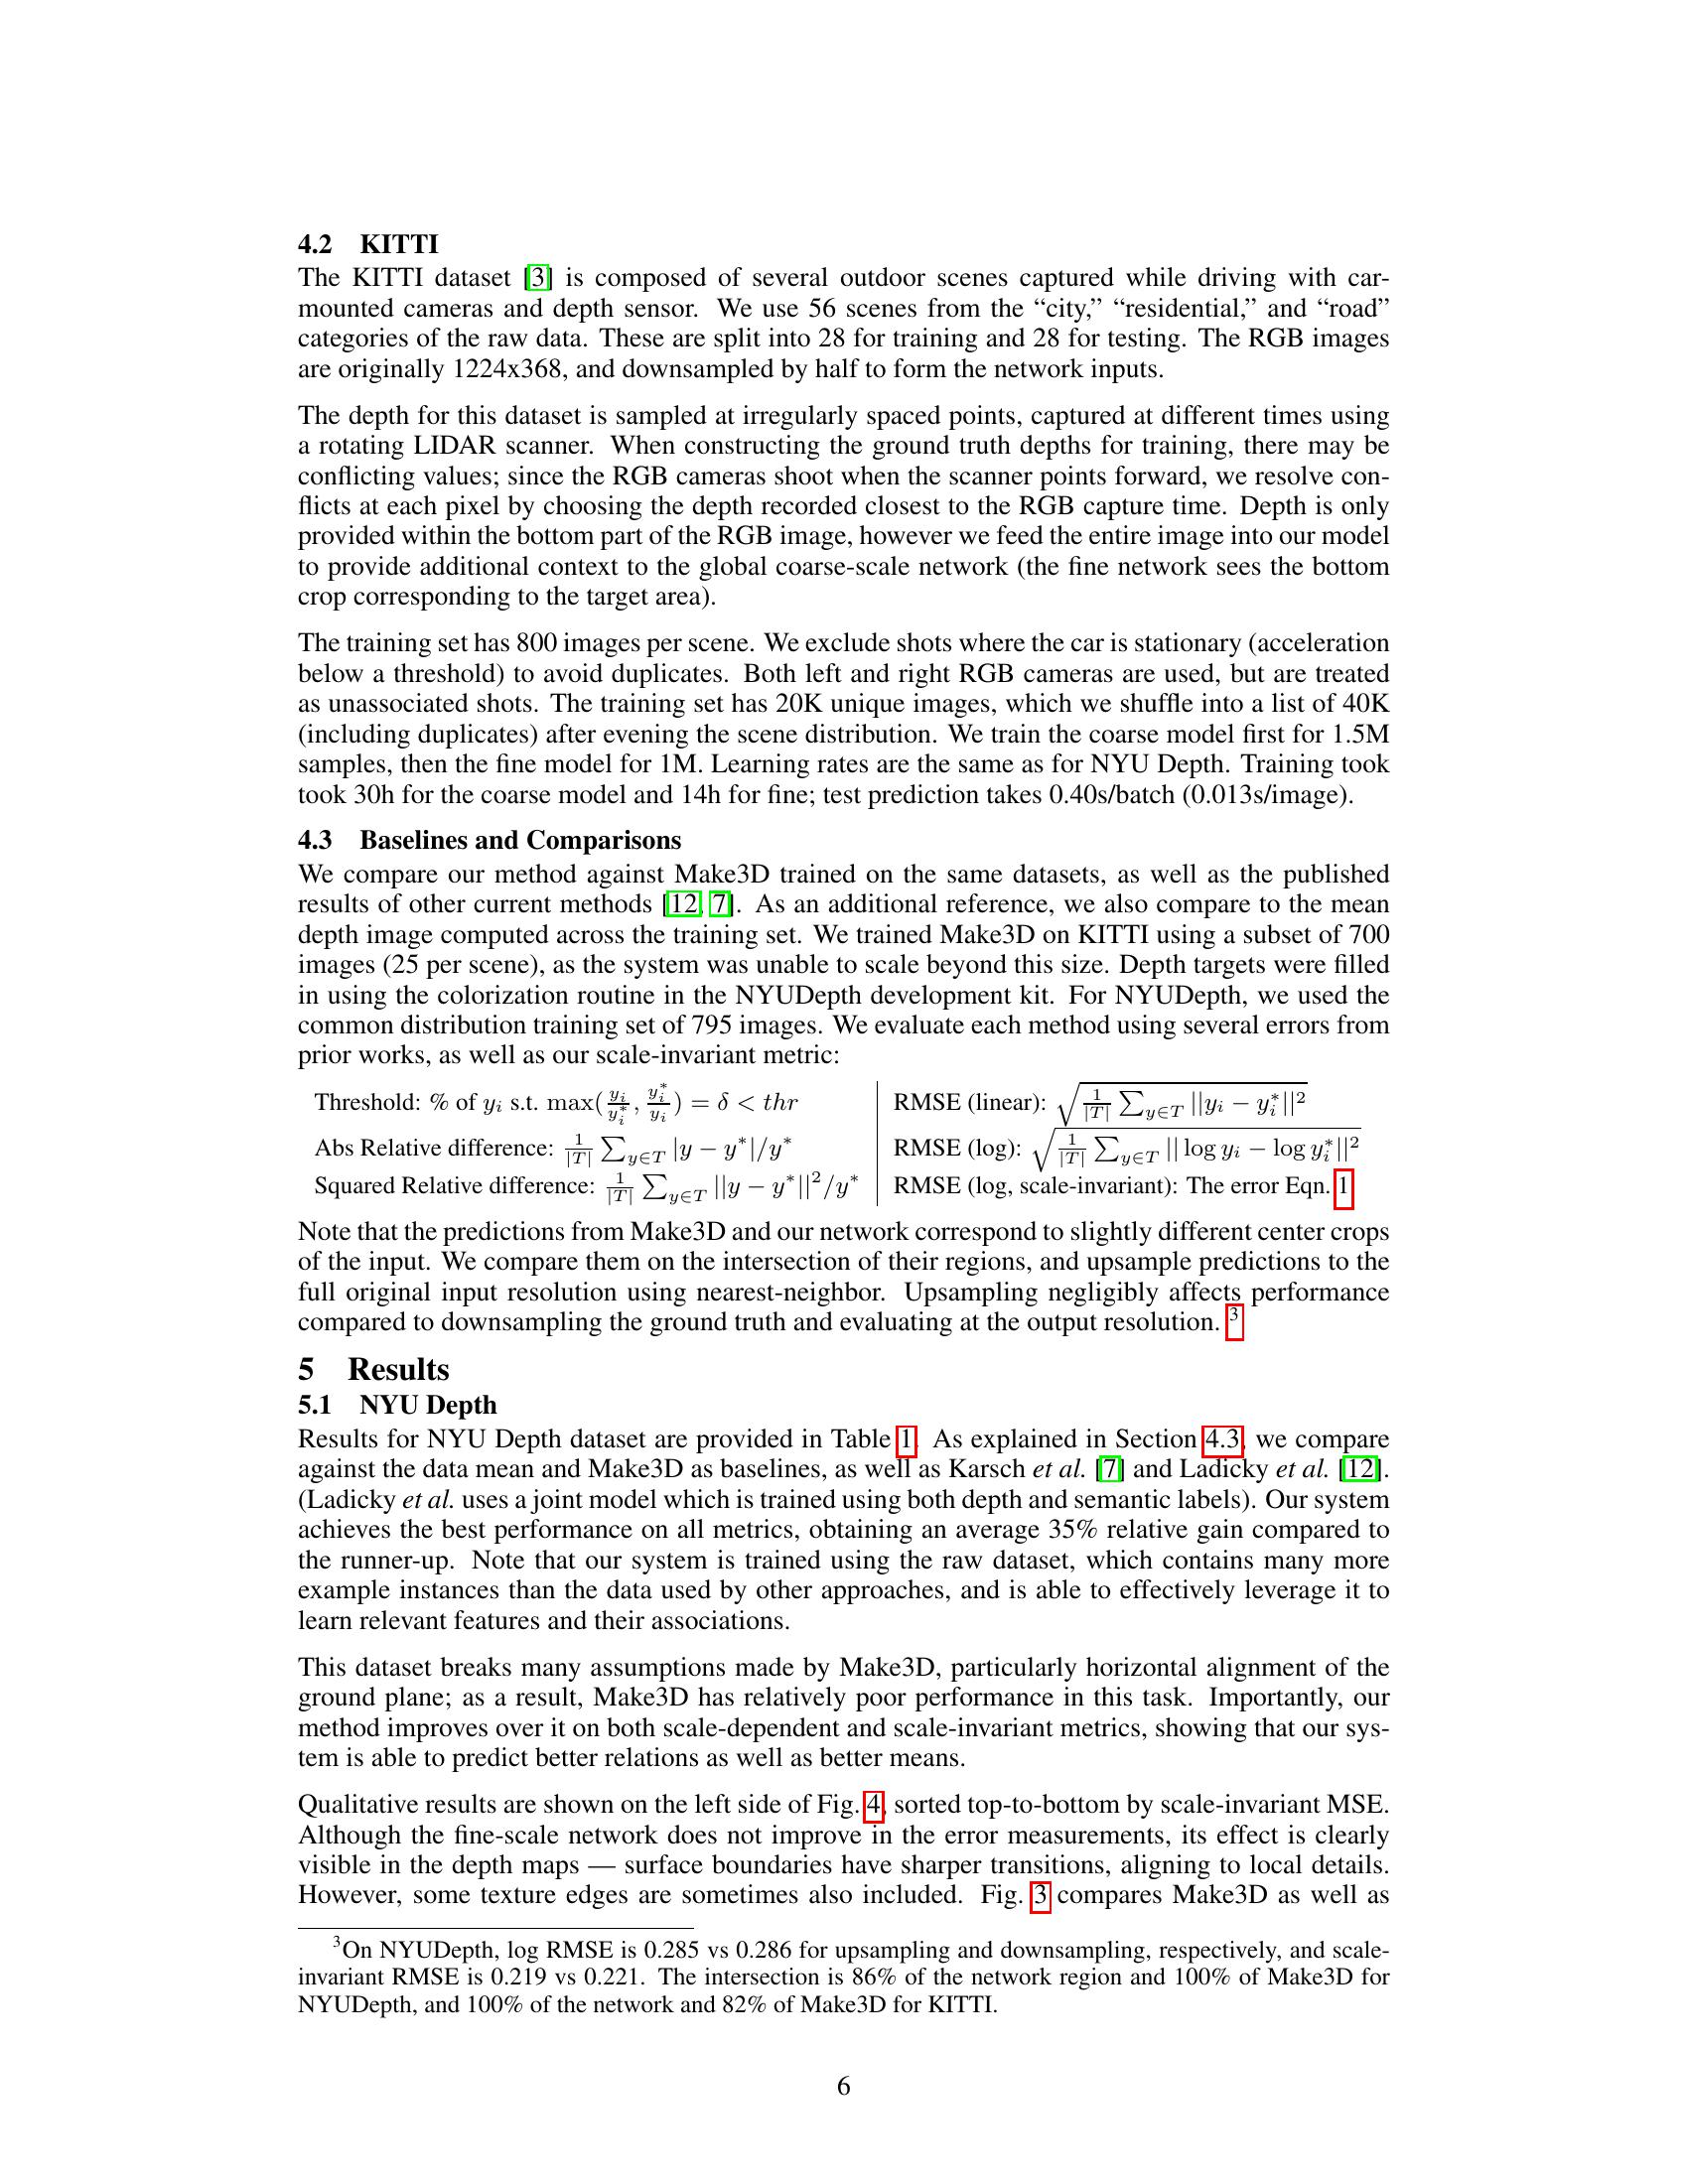 4.2 KITTI
The KITTI dataset [3] is composed of several outdoor scenes captured while driving with car-
mounted cameras and depth sensor. We use 56 scenes from the “city,” “residential,” and “road”
categories of the raw data. These are split into 28 for training and 28 for testing. The RGB images
are originally 1224x368, and downsampled by half to form the network inputs.
The depth for this dataset is sampled at irregularly spaced points, captured at different times using
a rotating LIDAR scanner. When constructing the ground truth depths for training, there may be
conflicting values; since the RGB cameras shoot when the scanner points forward, we resolve con-
flicts at each pixel by choosing the depth recorded closest to the RGB capture time. Depth is only
provided within the bottom part of the RGB image, however we feed the entire image into our model
to provide additional context to the global coarse-scale network (the fine network sees the bottom
crop corresponding to the target area).
The training set has 800 images per scene. We exclude shots where the car is stationary (acceleration
below a threshold) to avoid duplicates. Both left and right RGB cameras are used, but are treated
as unassociated shots. The training set has 20K unique images, which we shuffle into a list of 40K
(including duplicates) after evening the scene distribution. We train the coarse model first for 1.5M
samples, then the fine model for 1M. Learning rates are the same as for NYU Depth. Training took
took 30h for the coarse model and 14h for fine; test prediction takes 0.40s/batch (0.013s/image).
4.3 Baselines and Comparisons
We compare our method against Make3D trained on the same datasets, as well as the published
results of other current methods [12, 7]. As an additional reference, we also compare to the mean
depth image computed across the training set. We trained Make3D on KITTI using a subset of 700
images (25 per scene), as the system was unable to scale beyond this size. Depth targets were filled
in using the colorization routine in the NYUDepth development kit. For NYUDepth, we used the
common distribution training set of 795 images. We evaluate each method using several errors from
prior works, as well as our scale-invariant metric:
Threshold: % of $y_i$ s.t. $\max(\frac{y_i}{y_i^*}, \frac{y_i^*}{y_i}) = \delta < thr$
Abs Relative difference: $\frac{1}{|T|} \sum_{y \in T} |y - y^*|/y^*$
Squared Relative difference: $\frac{1}{|T|} \sum_{y \in T} ||y - y^*||^2/y^*$
RMSE (linear): $\sqrt{\frac{1}{|T|} \sum_{y \in T} ||y_i - y_i^*||^2}$
RMSE (log): $\sqrt{\frac{1}{|T|} \sum_{y \in T} ||\log y_i - \log y_i^*||^2}$
RMSE (log, scale-invariant): The error Eqn. 1
Note that the predictions from Make3D and our network correspond to slightly different center crops
of the input. We compare them on the intersection of their regions, and upsample predictions to the
full original input resolution using nearest-neighbor. Upsampling negligibly affects performance
compared to downsampling the ground truth and evaluating at the output resolution. 3
5 Results
5.1 NYU Depth
Results for NYU Depth dataset are provided in Table 1. As explained in Section 4.3, we compare
against the data mean and Make3D as baselines, as well as Karsch et al. [7] and Ladicky et al. [12].
(Ladicky et al. uses a joint model which is trained using both depth and semantic labels). Our system
achieves the best performance on all metrics, obtaining an average 35% relative gain compared to
the runner-up. Note that our system is trained using the raw dataset, which contains many more
example instances than the data used by other approaches, and is able to effectively leverage it to
learn relevant features and their associations.
This dataset breaks many assumptions made by Make3D, particularly horizontal alignment of the
ground plane; as a result, Make3D has relatively poor performance in this task. Importantly, our
method improves over it on both scale-dependent and scale-invariant metrics, showing that our sys-
tem is able to predict better relations as well as better means.
Qualitative results are shown on the left side of Fig. 4, sorted top-to-bottom by scale-invariant MSE.
Although the fine-scale network does not improve in the error measurements, its effect is clearly
visible in the depth maps — surface boundaries have sharper transitions, aligning to local details.
However, some texture edges are sometimes also included. Fig. 3 compares Make3D as well as
3On NYUDepth, log RMSE is 0.285 vs 0.286 for upsampling and downsampling, respectively, and scale-
invariant RMSE is 0.219 vs 0.221. The intersection is 86% of the network region and 100% of Make3D for
NYUDepth, and 100% of the network and 82% of Make3D for KITTI.
6